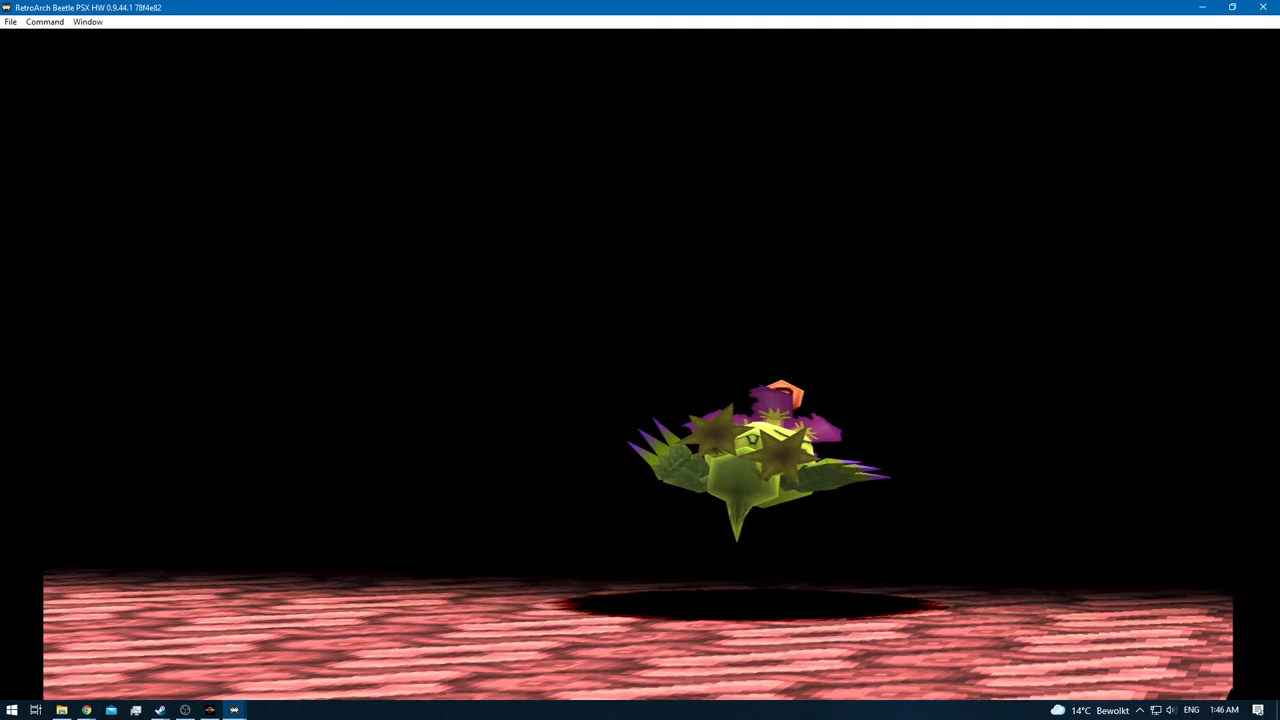 RetroArch Beetle PSX HW 0.9.44.1 78f4e82
File Command Window
14°C Bewolkt ENG 1:46 AM